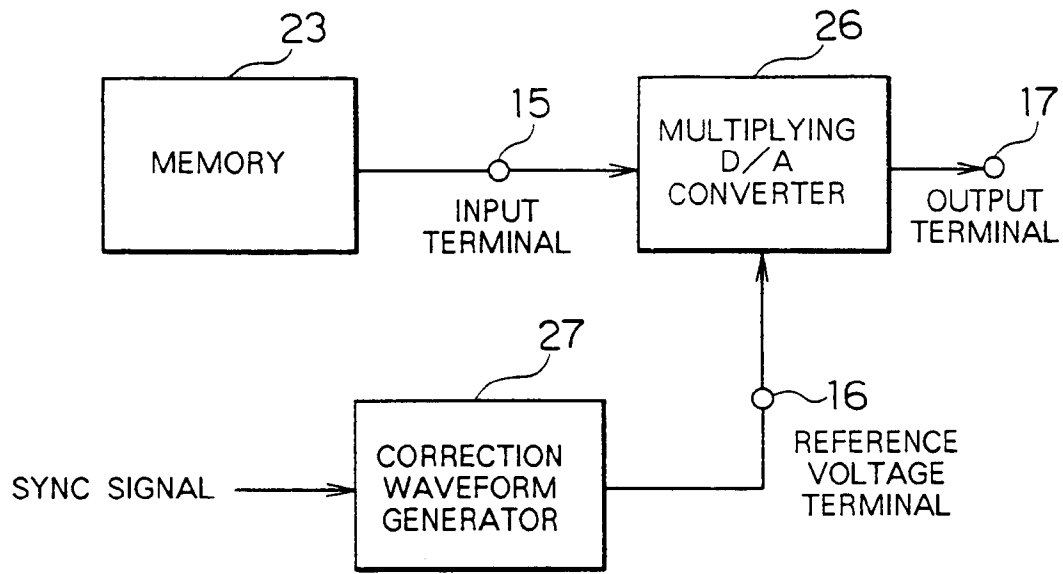 23
26
15
17
MEMORY
MULTIPLYING
D/A
CONVERTER
INPUT
TERMINAL
OUTPUT
TERMINAL
27
16
CORRECTION
WAVEFORM
GENERATOR
REFERENCE
VOLTAGE
TERMINAL
SYNC SIGNAL